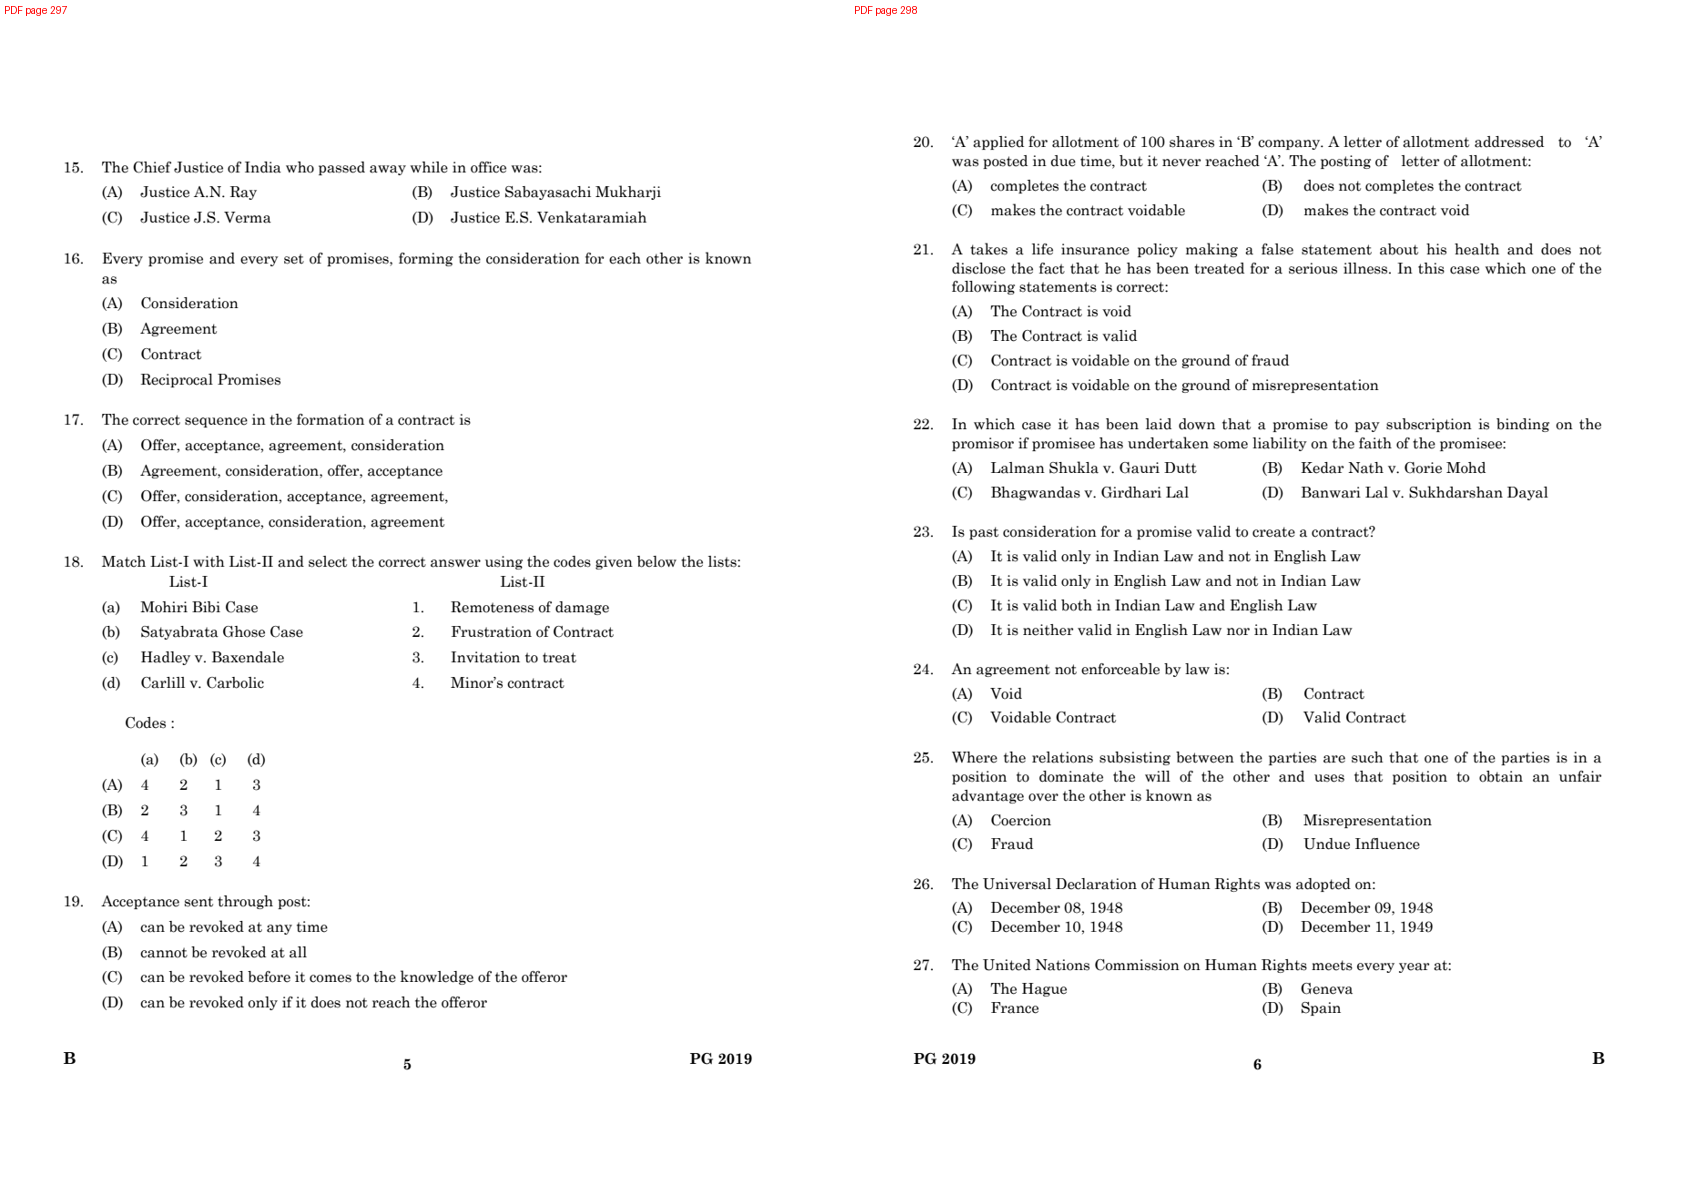 PDF page 297
15. The Chief Justice of India who passed away while in office was:
(A) Justice A.N. Ray (B) Justice Sabayasachi Mukharji
(C) Justice J.S. Verma (D) Justice E.S. Venkataramiah
16. Every promise and every set of promises, forming the consideration for each other is known
as
(A) Consideration
(B) Agreement
(C) Contract
(D) Reciprocal Promises
17. The correct sequence in the formation of a contract is
(A) Offer, acceptance, agreement, consideration
(B) Agreement, consideration, offer, acceptance
(C) Offer, consideration, acceptance, agreement,
(D) Offer, acceptance, consideration, agreement
18. Match List-I with List-II and select the correct answer using the codes given below the lists:
List-I List-II
(a) Mohiri Bibi Case 1. Remoteness of damage
(b) Satyabrata Ghose Case 2. Frustration of Contract
(c) Hadley v. Baxendale 3. Invitation to treat
(d) Carlill v. Carbolic 4. Minor's contract
Codes :
(a) (b) (c) (d)
(A) 4 2 1 3
(B) 2 3 1 4
(C) 4 1 2 3
(D) 1 2 3 4
19. Acceptance sent through post:
(A) can be revoked at any time
(B) cannot be revoked at all
(C) can be revoked before it comes to the knowledge of the offeror
(D) can be revoked only if it does not reach the offeror
B 5 PG 2019
PDF page 298
20. ‘A’ applied for allotment of 100 shares in ‘B’ company. A letter of allotment addressed to ‘A’
was posted in due time, but it never reached ‘A’. The posting of letter of allotment:
(A) completes the contract (B) does not completes the contract
(C) makes the contract voidable (D) makes the contract void
21. A takes a life insurance policy making a false statement about his health and does not
disclose the fact that he has been treated for a serious illness. In this case which one of the
following statements is correct:
(A) The Contract is void
(B) The Contract is valid
(C) Contract is voidable on the ground of fraud
(D) Contract is voidable on the ground of misrepresentation
22. In which case it has been laid down that a promise to pay subscription is binding on the
promisor if promisee has undertaken some liability on the faith of the promisee:
(A) Lalman Shukla v. Gauri Dutt (B) Kedar Nath v. Gorie Mohd
(C) Bhagwandas v. Girdhari Lal (D) Banwari Lal v. Sukhdarshan Dayal
23. Is past consideration for a promise valid to create a contract?
(A) It is valid only in Indian Law and not in English Law
(B) It is valid only in English Law and not in Indian Law
(C) It is valid both in Indian Law and English Law
(D) It is neither valid in English Law nor in Indian Law
24. An agreement not enforceable by law is:
(A) Void (B) Contract
(C) Voidable Contract (D) Valid Contract
25. Where the relations subsisting between the parties are such that one of the parties is in a
position to dominate the will of the other and uses that position to obtain an unfair
advantage over the other is known as
(A) Coercion (B) Misrepresentation
(C) Fraud (D) Undue Influence
26. The Universal Declaration of Human Rights was adopted on:
(A) December 08, 1948 (B) December 09, 1948
(C) December 10, 1948 (D) December 11, 1949
27. The United Nations Commission on Human Rights meets every year at:
(A) The Hague (B) Geneva
(C) France (D) Spain
PG 2019 6 B